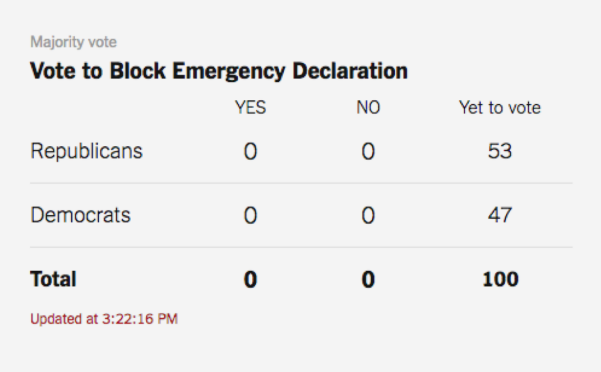 Majority vote
Vote to Block Emergency Declaration
YES NO Yet to vote
Republicans 0 0 53
Democrats 0 0 47
Total 0 0 100
Updated at 3:22:16 PM